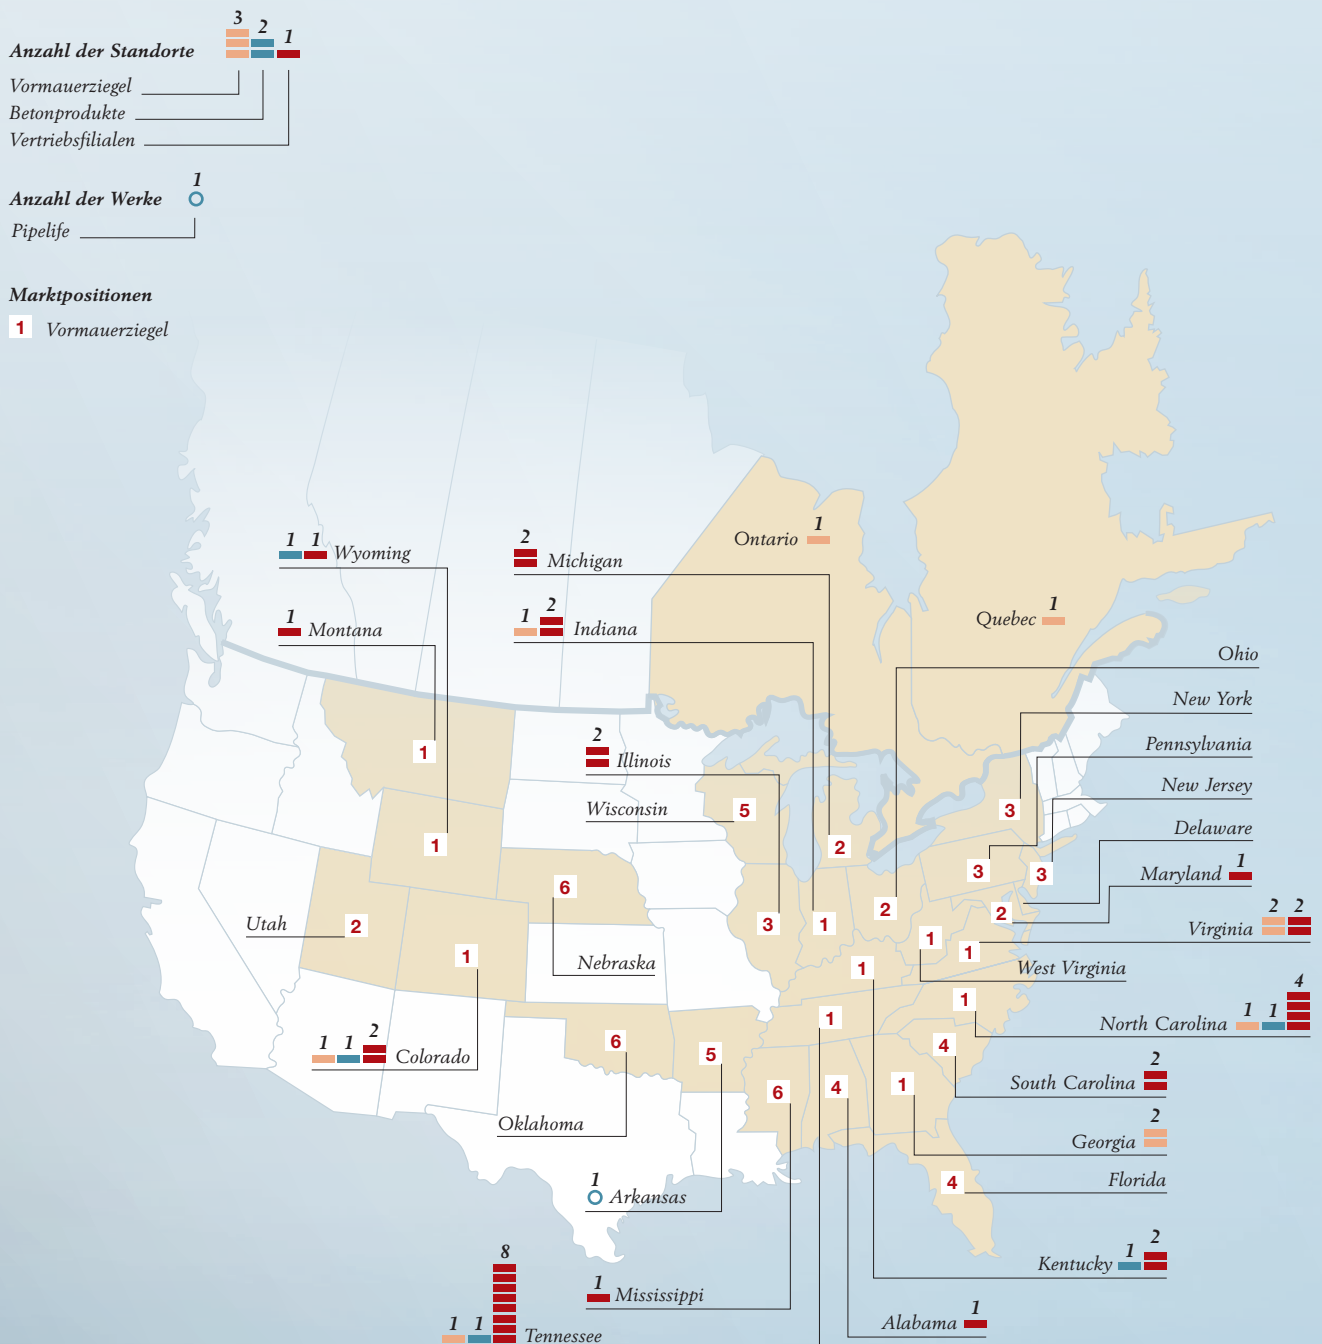 3 2 1
Anzahl der Standorte
Vormauerziegel
Betonprodukte
Vertriebsfilialen
1
Anzahl der Werke
Pipelife
Marktpositionen
1 Vormauerziegel
1 1 Wyoming
1 Montana
2 Michigan
1 2 Indiana
Ontario 1
Quebec 1
Ohio
New York
Pennsylvania
New Jersey
Delaware
Maryland 1
Virginia 2 2
West Virginia
North Carolina 1 1 4
South Carolina 2
Georgia 2
Florida
Kentucky 1 2
Alabama 1
2 Illinois
Wisconsin
Utah
Nebraska
1 1 2 Colorado
Oklahoma
1 Arkansas
1 Mississippi
1 1 8 Tennessee
1
1
5
2
3
3
3
6
2
3
1
2
2
1
1
1
1
1
1
6
5
4
6
4
1
4